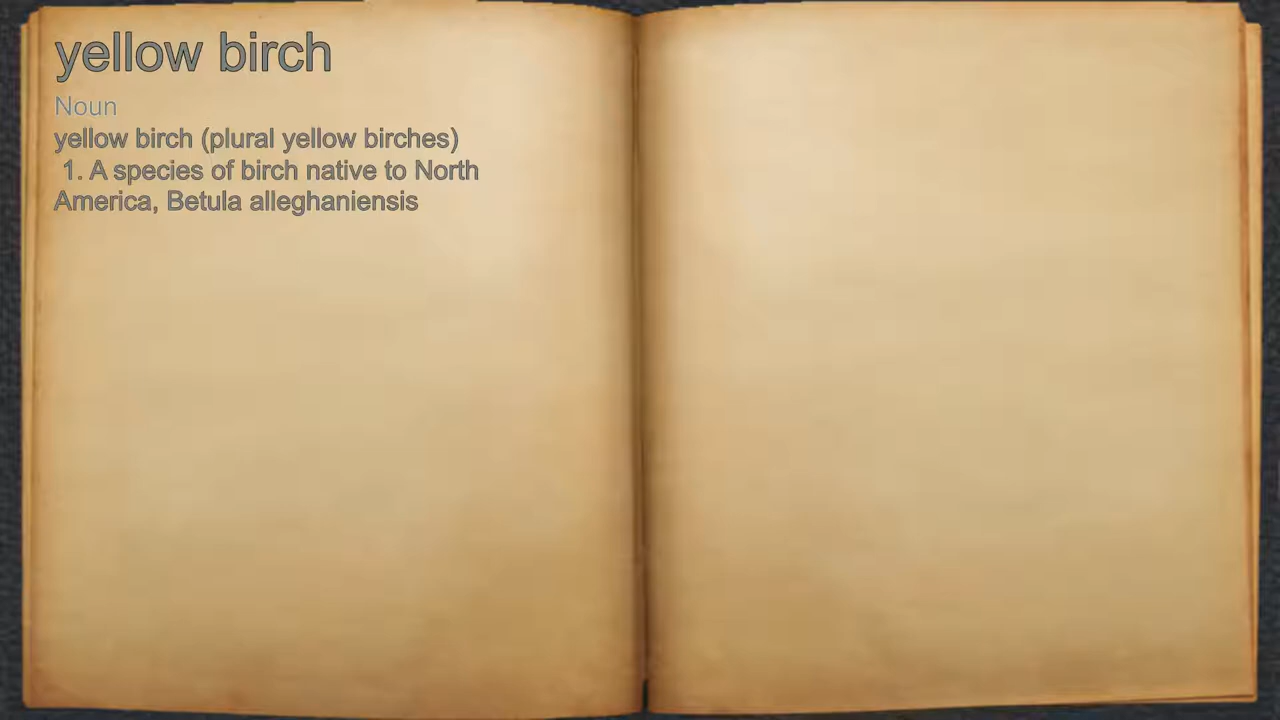 yellow birch
Noun
yellow birch (plural yellow birches)
1. A species of birch native to North
America, Betula alleghaniensis